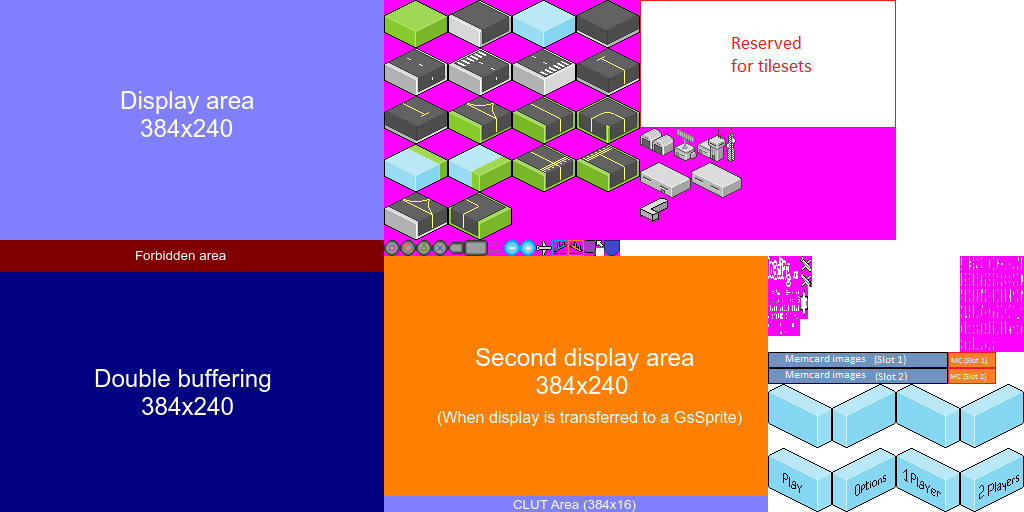 Display area
384x240
Reserved
for tilesets
Forbidden area
Double buffering
384x240
Second display area
384x240
(When display is transferred to a GsSprite)
CLUT Area (384x16)
Memcard images (Slot 1)
MC (Slot 1)
Memcard images (Slot 2)
MC (Slot 2)
Play
Options
1 Player
2 Players